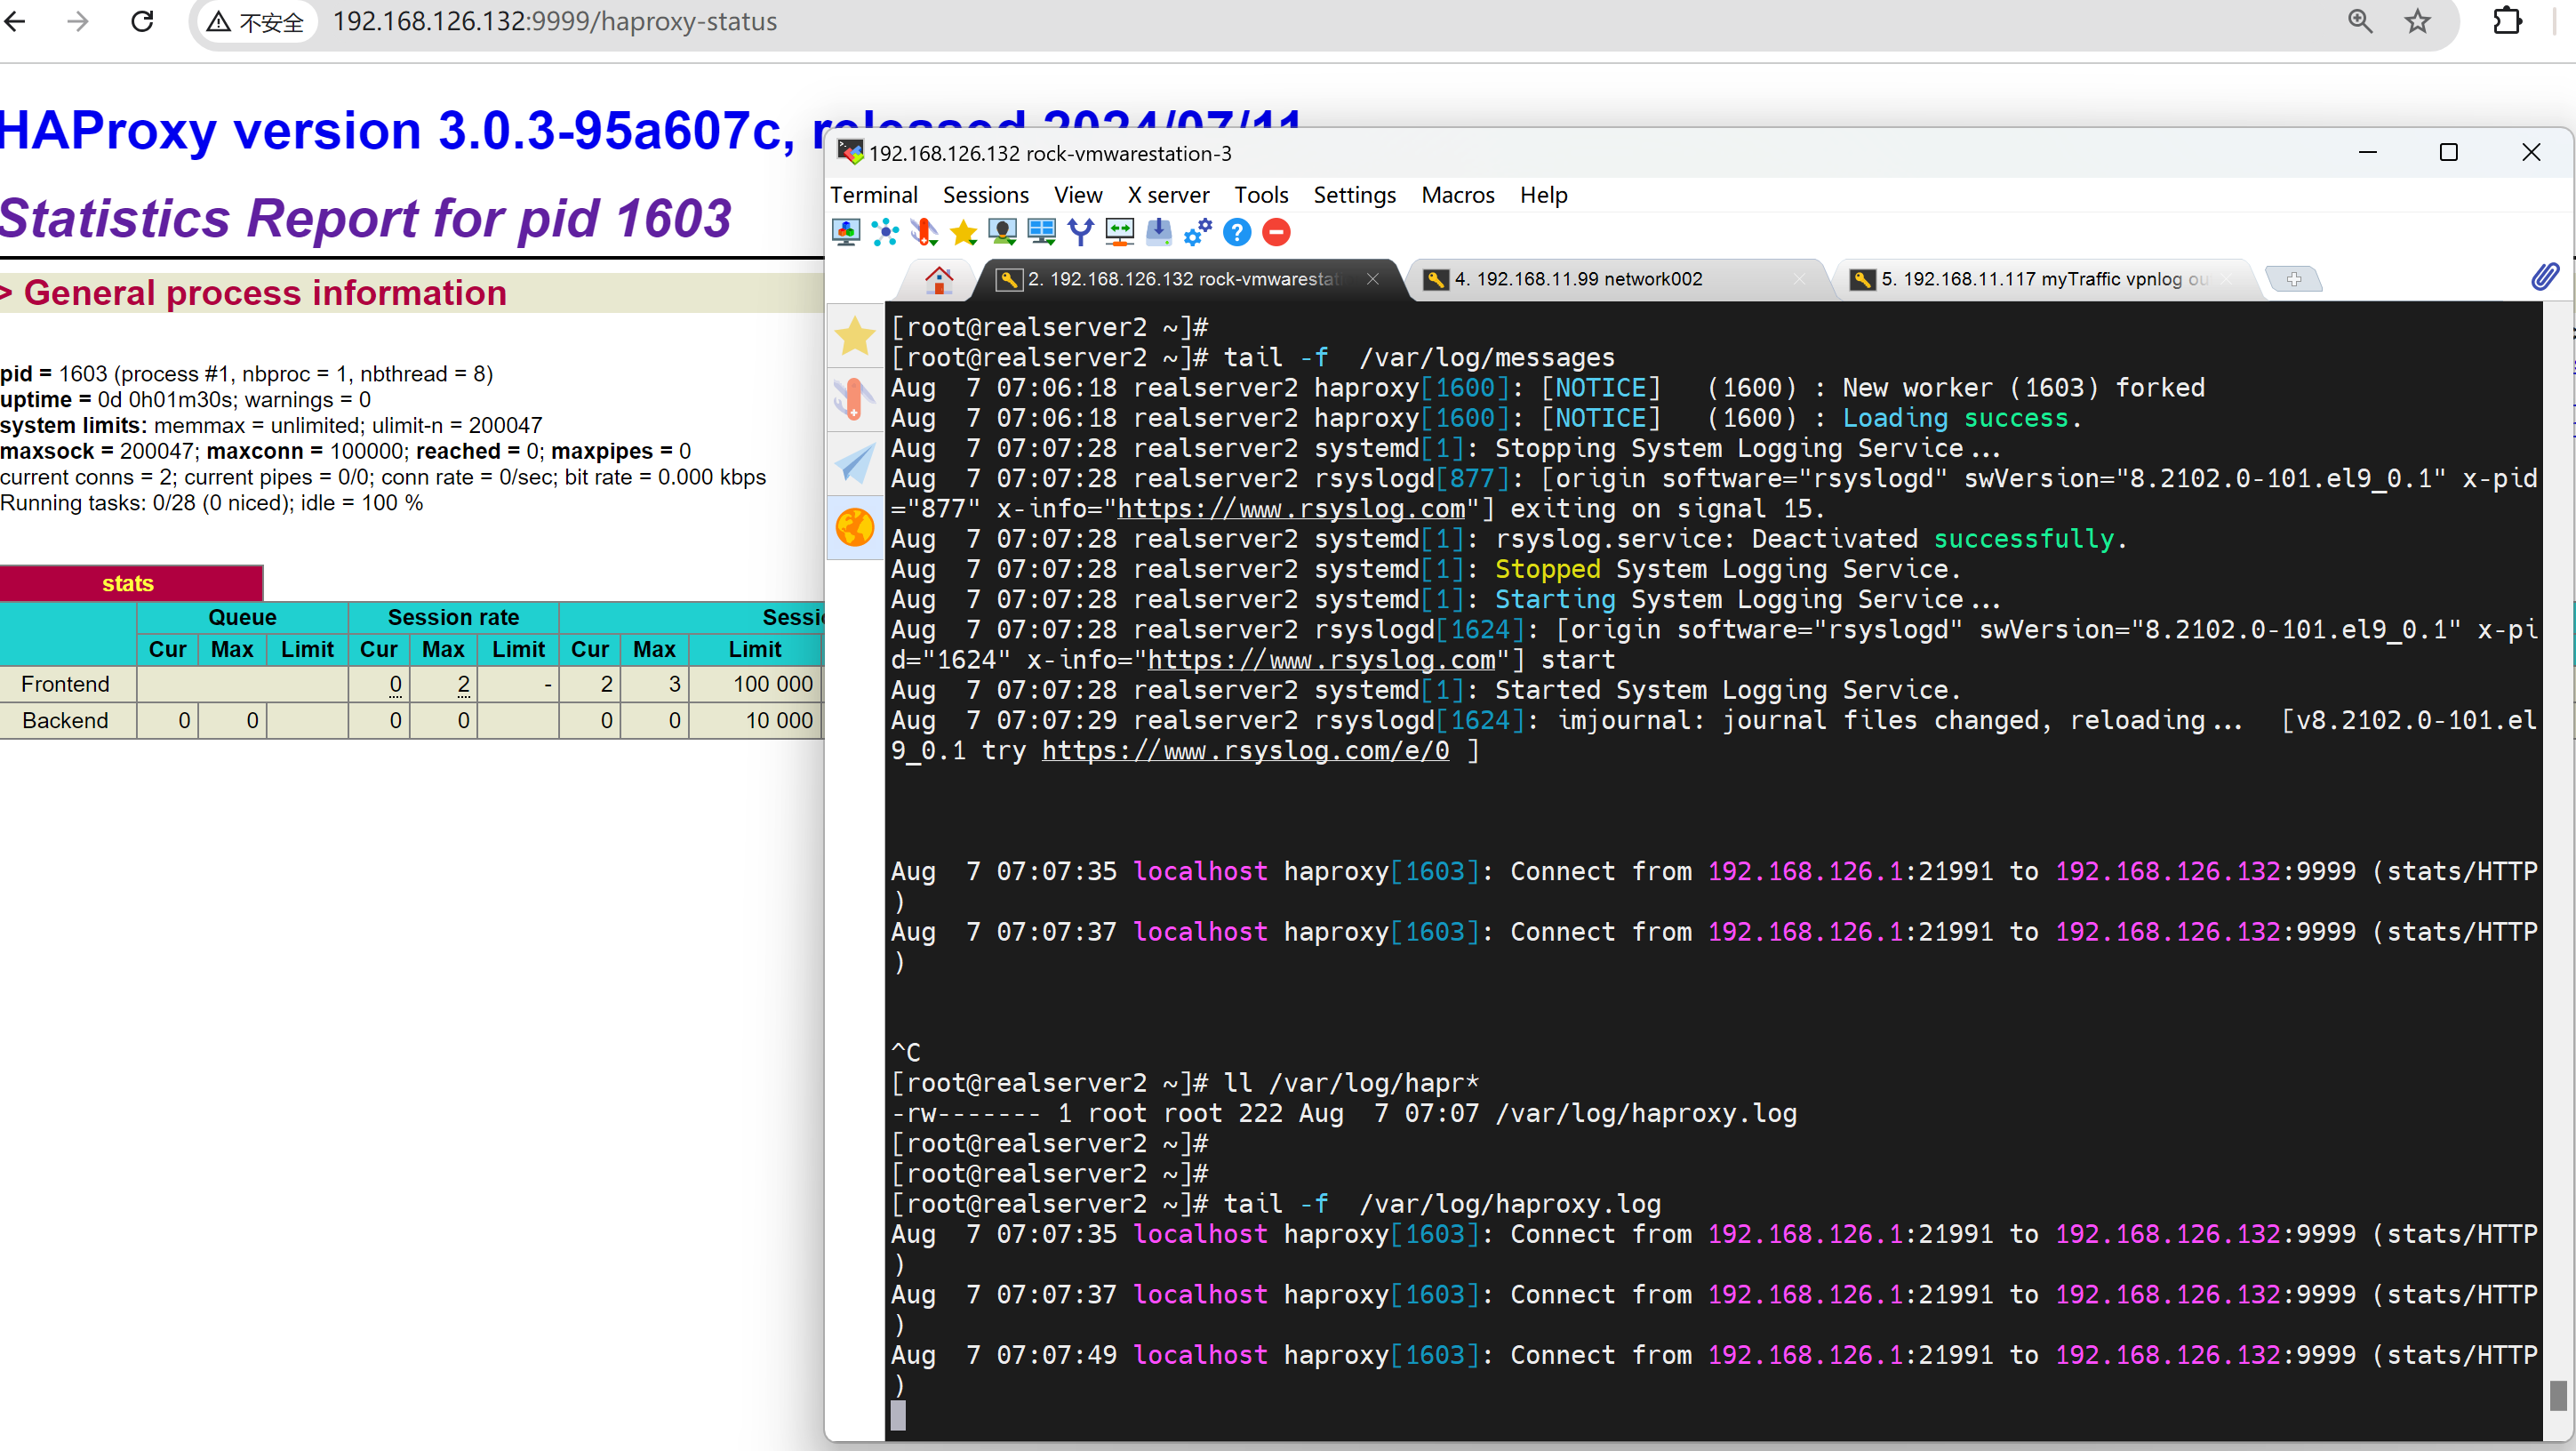 不安全 192.168.126.132:9999/haproxy-status
HAProxy version 3.0.3-95a607c, released 2024/07/11
Statistics Report for pid 1603
> General process information
pid = 1603 (process #1, nbproc = 1, nbthread = 8)
uptime = 0d 0h01m30s; warnings = 0
system limits: memmax = unlimited; ulimit-n = 200047
maxsock = 200047; maxconn = 100000; reached = 0; maxpipes = 0
current conns = 2; current pipes = 0/0; conn rate = 0/sec; bit rate = 0.000 kbps
Running tasks: 0/28 (0 niced); idle = 100 %
stats
Queue Session rate
Cur Max Limit Cur Max Limit Cur Max Limit
Frontend 0 2 - 2 3 100 000
Backend 0 0 0 0 0 0 10 000
192.168.126.132 rock-vmwarestation-3
Terminal Sessions View X server Tools Settings Macros Help
2. 192.168.126.132 rock-vmwarestati
4. 192.168.11.99 network002
5. 192.168.11.117 myTraffic vpnlog ou
[root@realserver2 ~]#
[root@realserver2 ~]# tail -f  /var/log/messages
Aug  7 07:06:18 realserver2 haproxy[1600]: [NOTICE]   (1600) : New worker (1603) forked
Aug  7 07:06:18 realserver2 haproxy[1600]: [NOTICE]   (1600) : Loading success.
Aug  7 07:07:28 realserver2 systemd[1]: Stopping System Logging Service...
Aug  7 07:07:28 realserver2 rsyslogd[877]: [origin software="rsyslogd" swVersion="8.2102.0-101.el9_0.1" x-pid
="877" x-info="https://www.rsyslog.com"] exiting on signal 15.
Aug  7 07:07:28 realserver2 systemd[1]: rsyslog.service: Deactivated successfully.
Aug  7 07:07:28 realserver2 systemd[1]: Stopped System Logging Service.
Aug  7 07:07:28 realserver2 systemd[1]: Starting System Logging Service...
Aug  7 07:07:28 realserver2 rsyslogd[1624]: [origin software="rsyslogd" swVersion="8.2102.0-101.el9_0.1" x-pi
d="1624" x-info="https://www.rsyslog.com"] start
Aug  7 07:07:28 realserver2 systemd[1]: Started System Logging Service.
Aug  7 07:07:29 realserver2 rsyslogd[1624]: imjournal: journal files changed, reloading...  [v8.2102.0-101.el
9_0.1 try https://www.rsyslog.com/e/0 ]
Aug  7 07:07:35 localhost haproxy[1603]: Connect from 192.168.126.1:21991 to 192.168.126.132:9999 (stats/HTTP
)
Aug  7 07:07:37 localhost haproxy[1603]: Connect from 192.168.126.1:21991 to 192.168.126.132:9999 (stats/HTTP
)
^C
[root@realserver2 ~]# ll /var/log/hapr*
-rw------- 1 root root 222 Aug  7 07:07 /var/log/haproxy.log
[root@realserver2 ~]#
[root@realserver2 ~]#
[root@realserver2 ~]# tail -f  /var/log/haproxy.log
Aug  7 07:07:35 localhost haproxy[1603]: Connect from 192.168.126.1:21991 to 192.168.126.132:9999 (stats/HTTP
)
Aug  7 07:07:37 localhost haproxy[1603]: Connect from 192.168.126.1:21991 to 192.168.126.132:9999 (stats/HTTP
)
Aug  7 07:07:49 localhost haproxy[1603]: Connect from 192.168.126.1:21991 to 192.168.126.132:9999 (stats/HTTP
)